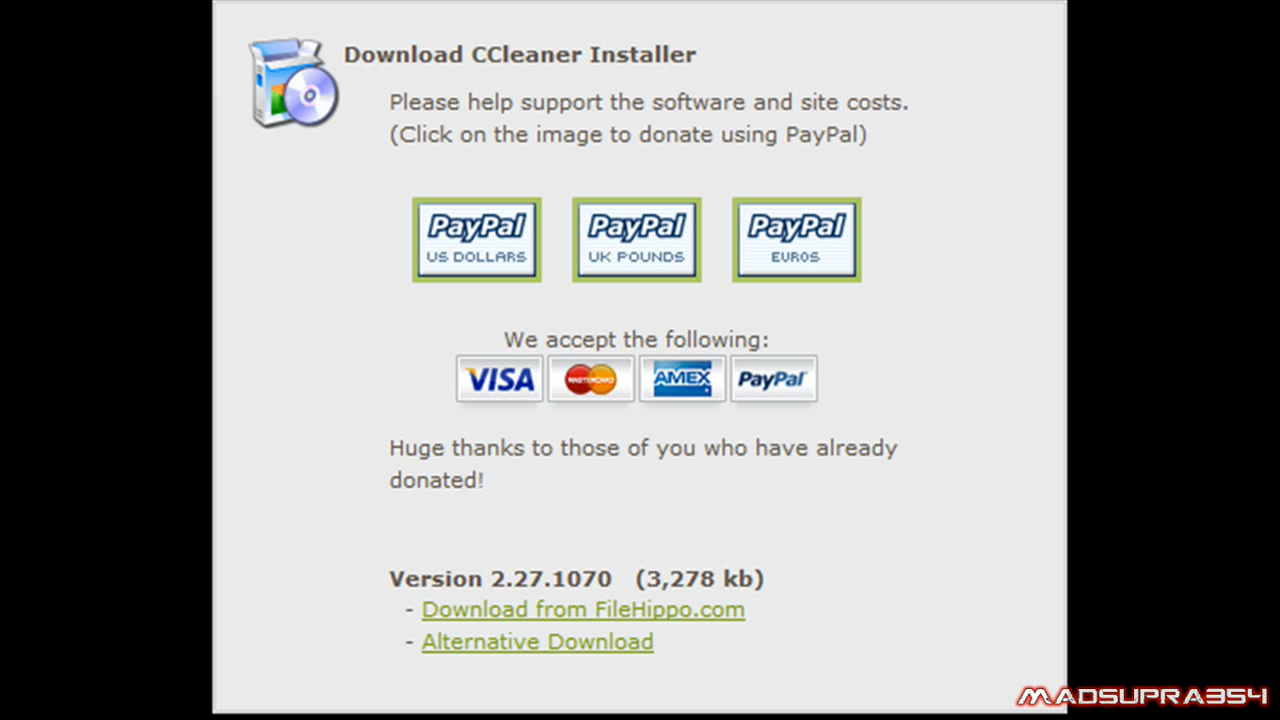 Download CCleaner Installer
Please help support the software and site costs.
(Click on the image to donate using PayPal)
PayPal PayPal PayPal
US DOLLARS UK POUNDS EUROS
We accept the following:
VISA MASTERCARD AMEX PayPal
Huge thanks to those of you who have already
donated!
Version 2.27.1070 (3,278 kb)
- Download from FileHippo.com
- Alternative Download
MADSUPRA354